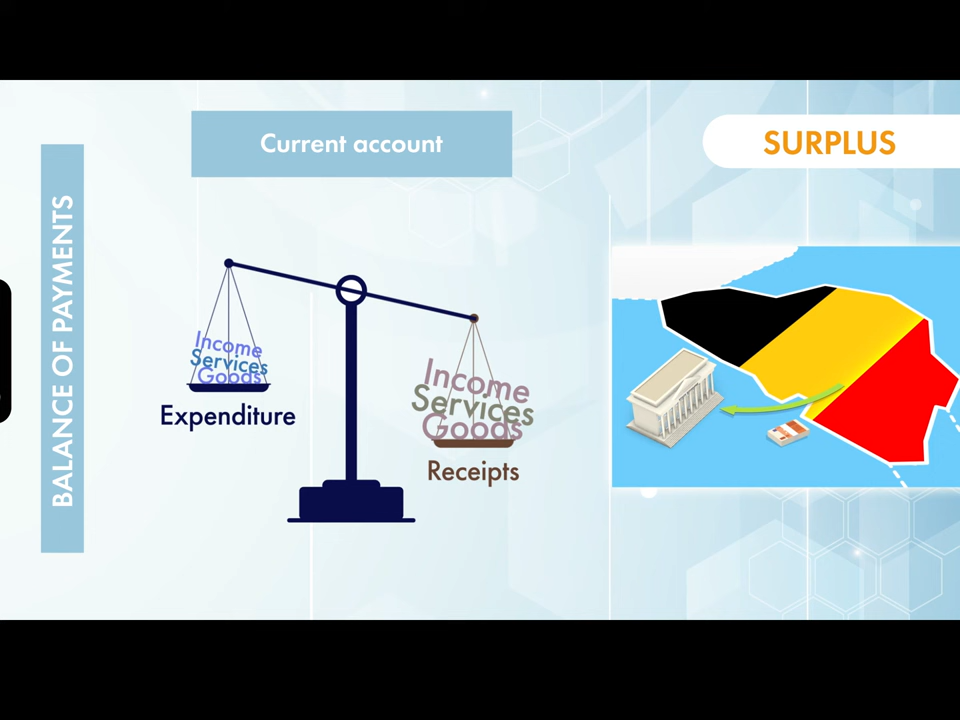 BALANCE OF PAYMENTS
Current account
SURPLUS
Income
Services
Goods
Expenditure
Income
Services
Goods
Receipts